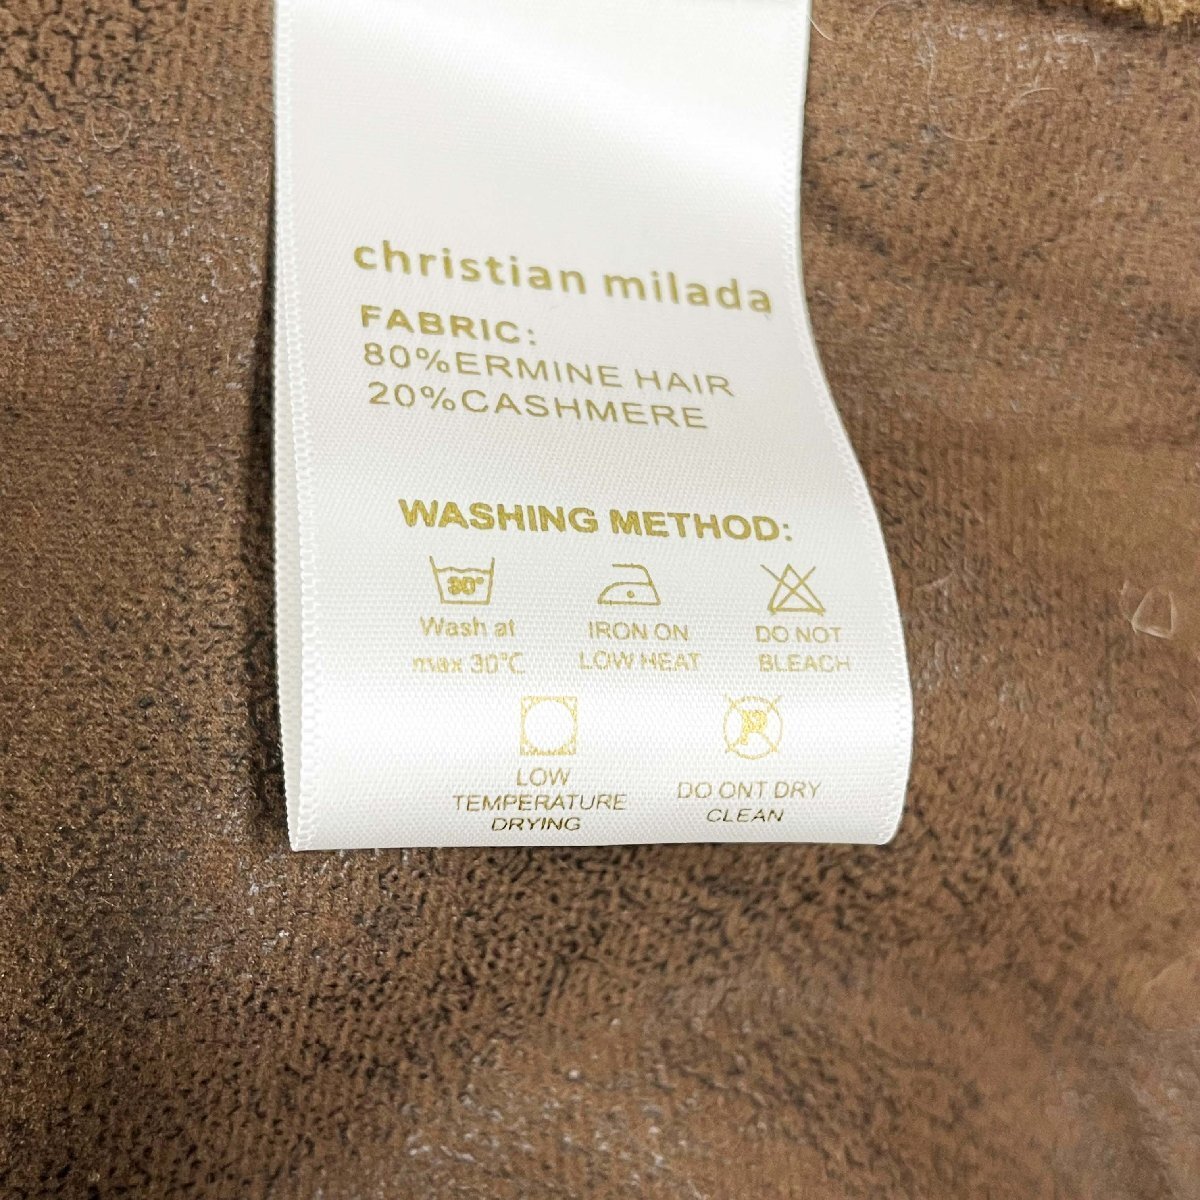 christian milada
FABRIC:
80%ERMINE HAIR
20%CASHMERE
WASHING METHOD:
30°
Wash at
max 30°C
IRON ON
LOW HEAT
DO NOT
BLEACH
LOW
TEMPERATURE
DRYING
P
DO ONT DRY
CLEAN